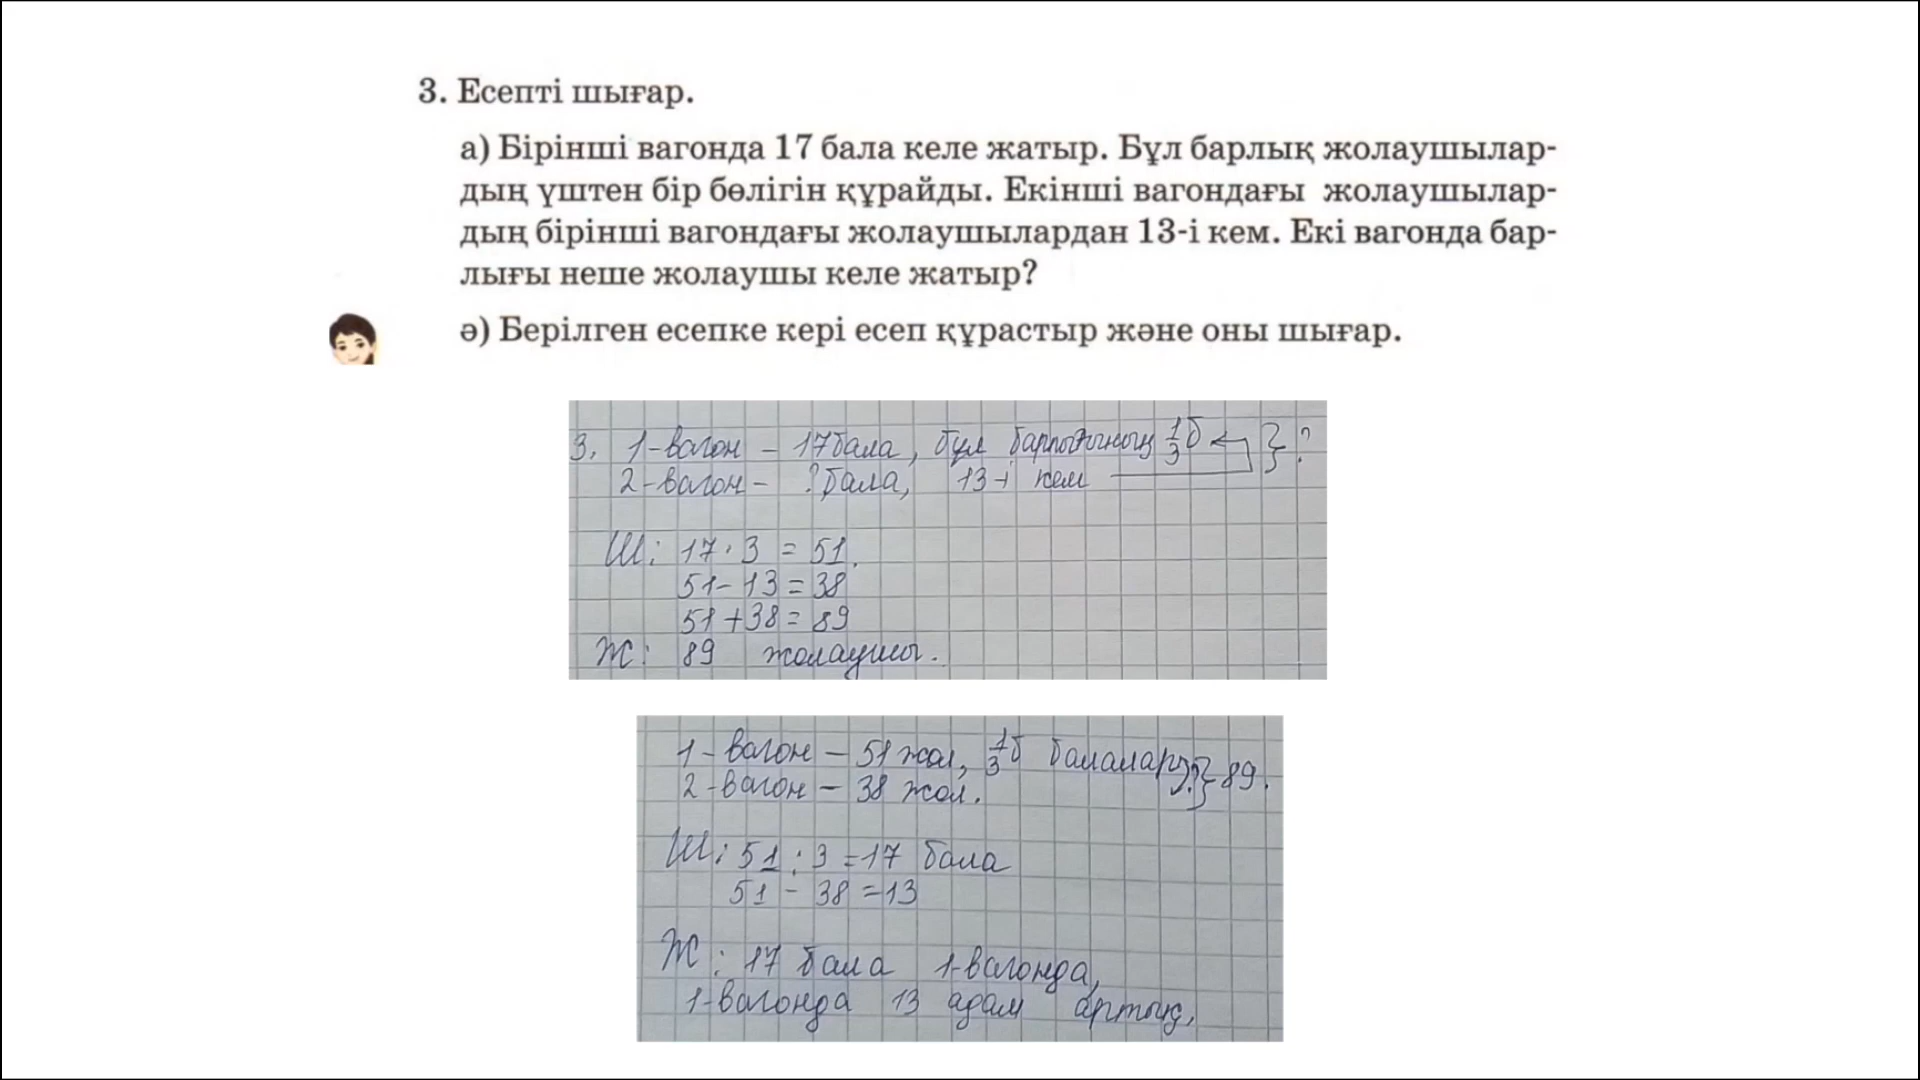 3. Есепті шығар.
а) Бірінші вагонда 17 бала келе жатыр. Бұл барлық жолаушылар-
дың үштен бір бөлігін құрайды. Екінші вагондағы жолаушылар-
дың бірінші вагондағы жолаушылардан 13-і кем. Екі вагонда бар-
лығы неше жолаушы келе жатыр?
ә) Берілген есепке кері есеп құрастыр және оны шығар.
3. 1-вагон – 17 бала, бұл барлығының 1/3 б } ?
2-вагон – ? бала, 13-і кем
Ш: 17 · 3 = 51.
51 – 13 = 38
51 + 38 = 89
Ж: 89 жолаушы.
1-вагон – 51 жол, 1/3 б балалар ? } 89.
2-вагон – 38 жол.
Ш: 51 : 3 = 17 бала
51 – 38 = 13
Ж: 17 бала 1-вагонда,
1-вагонда 13 адам артық.